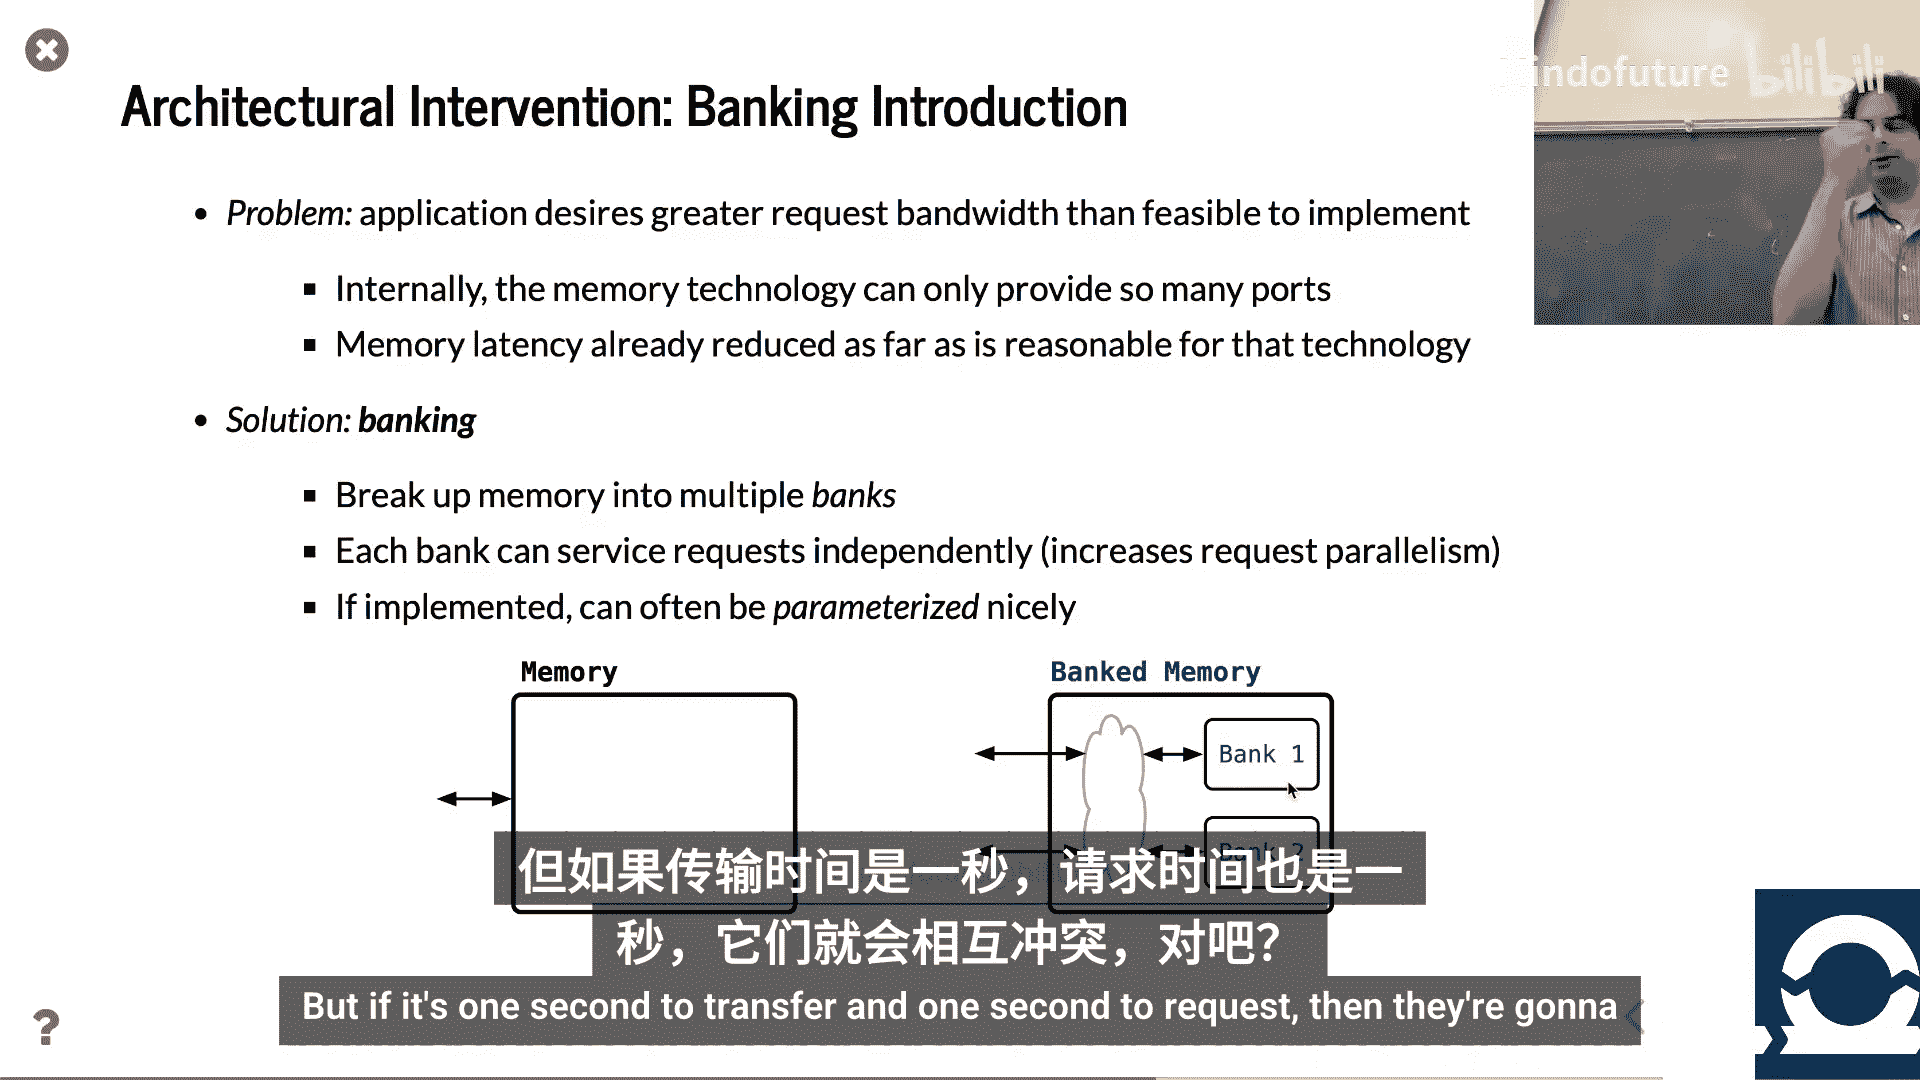 indofuture bilibili
Architectural Intervention: Banking Introduction
• Problem: application desires greater request bandwidth than feasible to implement
▪ Internally, the memory technology can only provide so many ports
▪ Memory latency already reduced as far as is reasonable for that technology
• Solution: banking
▪ Break up memory into multiple banks
▪ Each bank can service requests independently (increases request parallelism)
▪ If implemented, can often be parameterized nicely
Memory
Banked Memory
Bank 1
Bank 2
但如果传输时间是一秒，请求时间也是一
秒，它们就会相互冲突，对吧？
But if it's one second to transfer and one second to request, then they're gonna
?